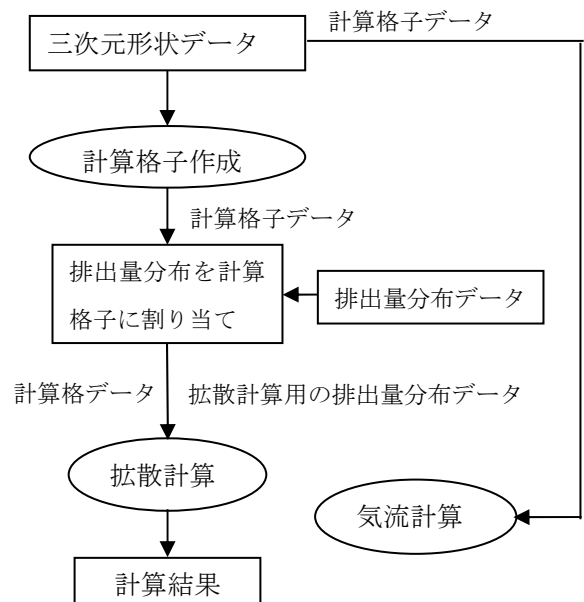 三次元形状データ
計算格子データ
計算格子作成
計算格子データ
排出量分布を計算
格子に割り当て
排出量分布データ
計算格データ
拡散計算用の排出量分布データ
拡散計算
気流計算
計算結果